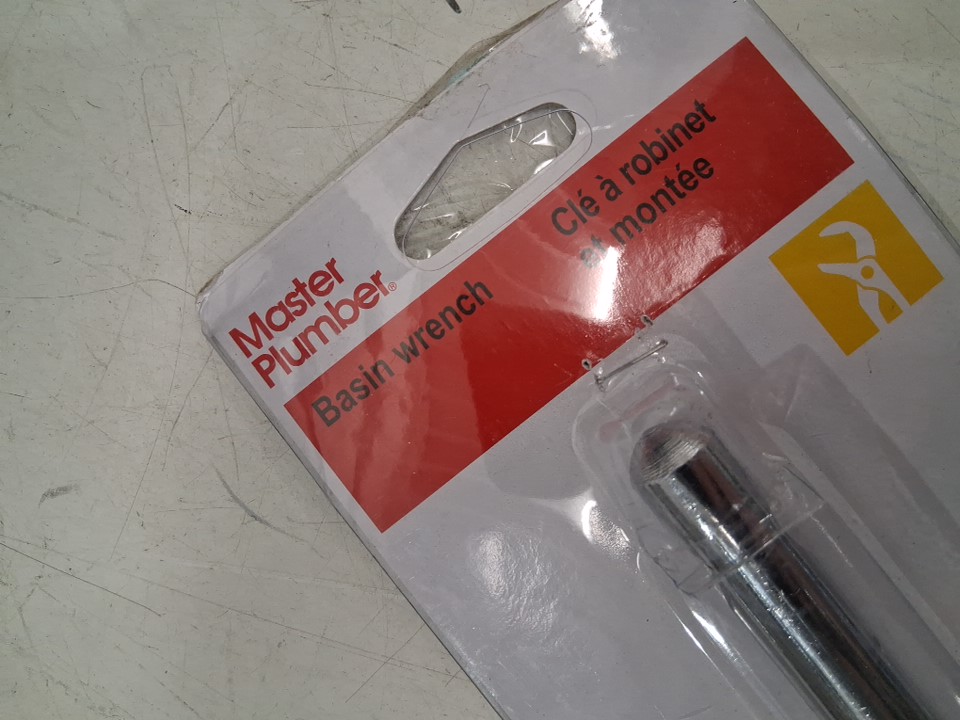 Master
Plumber®
Basin wrench
Clé à robinet
et montée